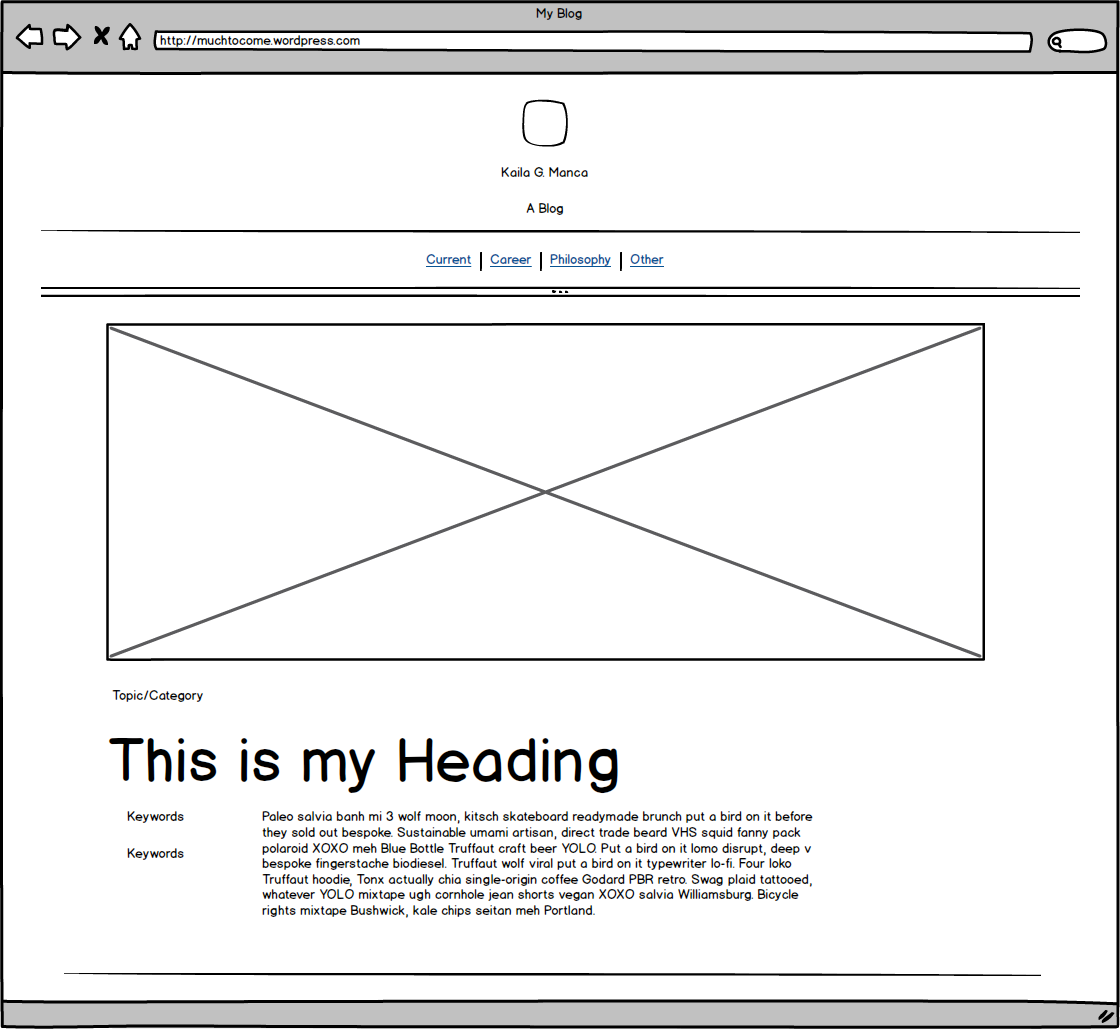 My Blog
http://muchtocome.wordpress.com
Kaila G. Manca
A Blog
Current | Career | Philosophy | Other
Topic/Category
This is my Heading
Keywords
Keywords
Paleo salvia banh mi 3 wolf moon, kitsch skateboard readymade brunch put a bird on it before
they sold out bespoke. Sustainable umami artisan, direct trade beard VHS squid fanny pack
polaroid XOXO meh Blue Bottle Truffaut craft beer YOLO. Put a bird on it lomo disrupt, deep v
bespoke fingerstache biodiesel. Truffaut wolf viral put a bird on it typewriter lo-fi. Four loko
Truffaut hoodie, Tonx actually chia single-origin coffee Godard PBR retro. Swag plaid tattooed,
whatever YOLO mixtape ugh cornhole jean shorts vegan XOXO salvia Williamsburg. Bicycle
rights mixtape Bushwick, kale chips seitan meh Portland.